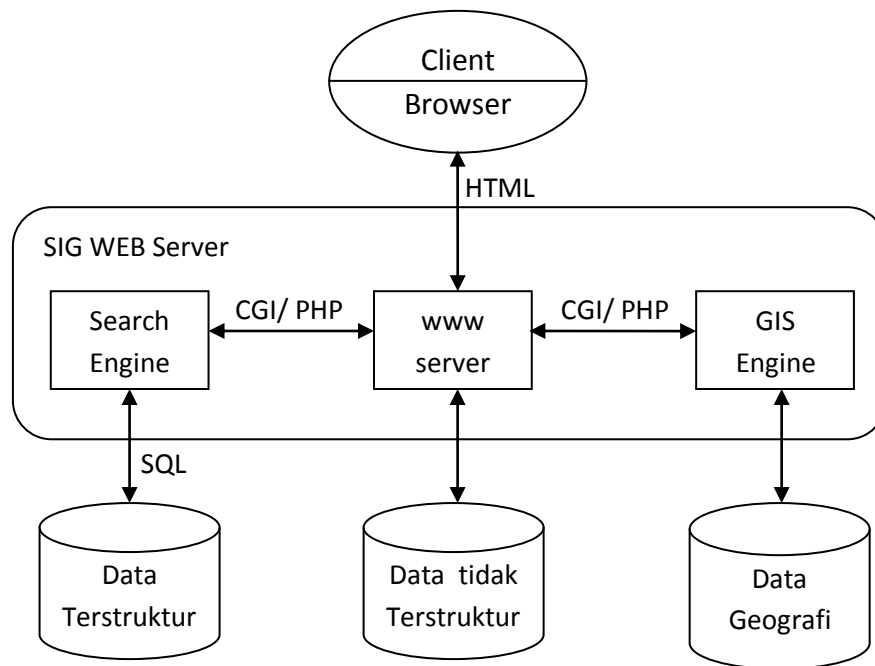 Client
Browser
HTML
SIG WEB Server
Search
Engine
CGI/ PHP
www
server
CGI/ PHP
GIS
Engine
SQL
Data
Terstruktur
Data tidak
Terstruktur
Data
Geografi